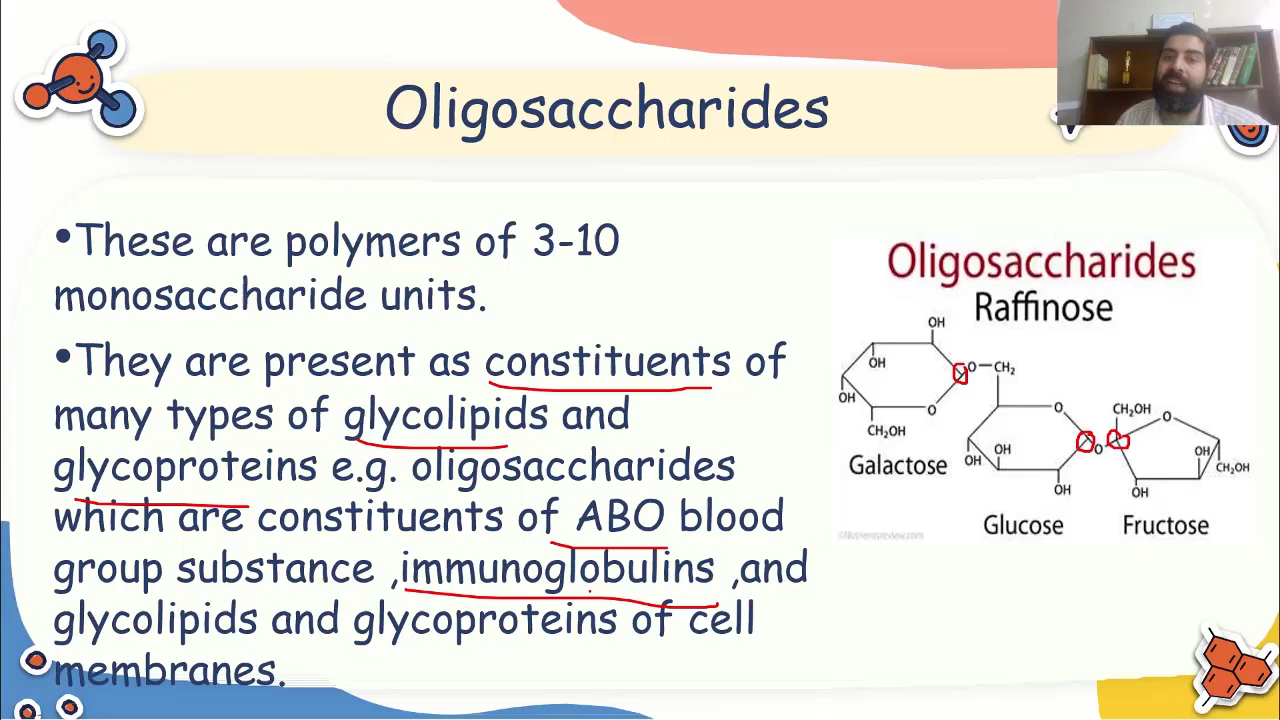 Oligosaccharides
•These are polymers of 3-10
monosaccharide units.
•They are present as constituents of
many types of glycolipids and
glycoproteins e.g. oligosaccharides
which are constituents of ABO blood
group substance ,immunoglobulins ,and
glycolipids and glycoproteins of cell
membranes.
Oligosaccharides
Raffinose
OH
OH
OH
O
CH₂OH
Galactose
O
CH₂
O
OH
OH
OH
Glucose
O
CH₂OH
O
OH
CH₂OH
OH
Fructose
©Nutrientsreview.com